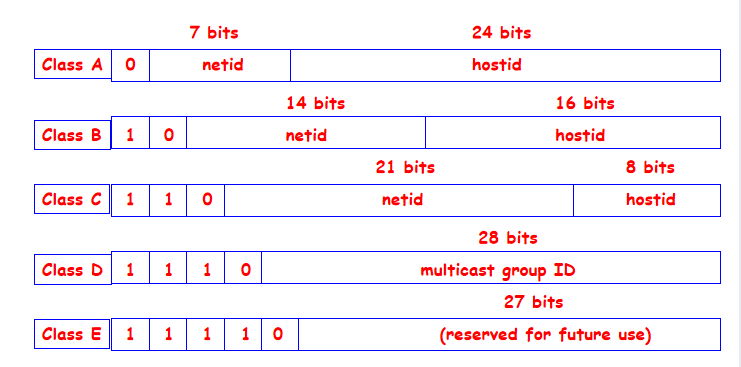 7 bits 24 bits
Class A 0 netid hostid
14 bits 16 bits
Class B 1 0 netid hostid
21 bits 8 bits
Class C 1 1 0 netid hostid
28 bits
Class D 1 1 1 0 multicast group ID
27 bits
Class E 1 1 1 1 0 (reserved for future use)